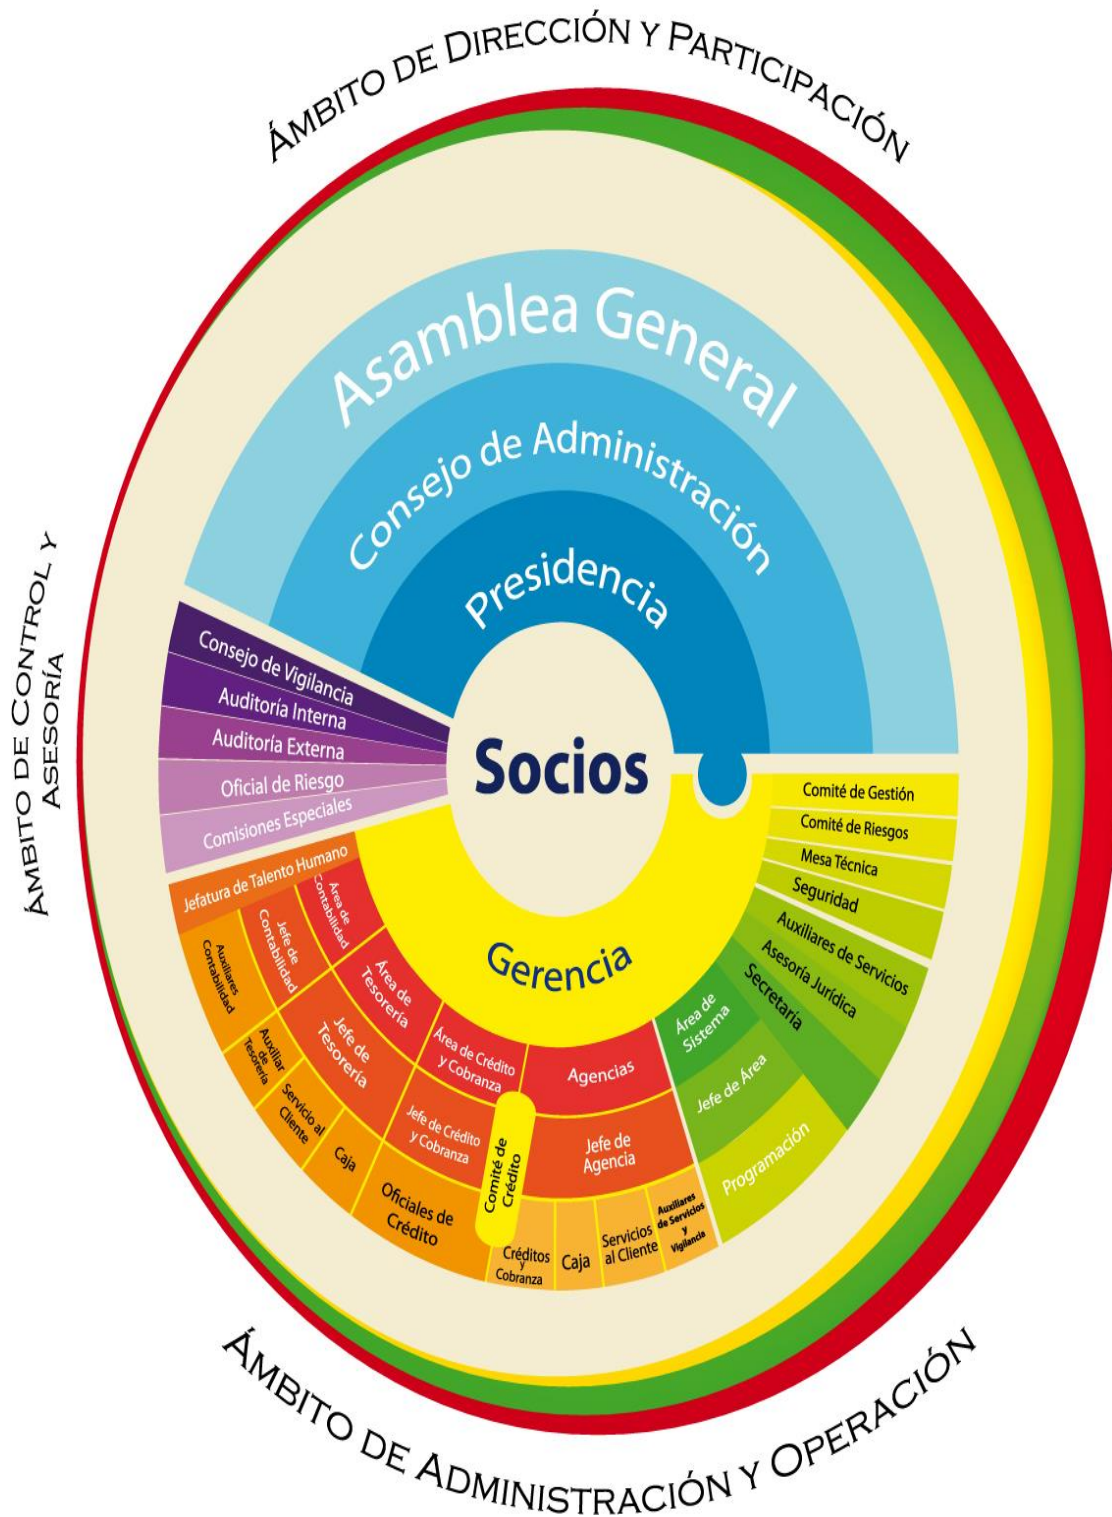 ÁMBITO DE DIRECCIÓN Y PARTICIPACIÓN
Asamblea General
Consejo de Administración
Presidencia
Socios
ÁMBITO DE CONTROL Y
ASESORÍA
Consejo de Vigilancia
Auditoría Interna
Auditoría Externa
Oficial de Riesgo
Comisiones Especiales
Gerencia
Comité de Gestión
Comité de Riesgos
Mesa Técnica
Seguridad
Auxiliares de Servicios
Asesoría Jurídica
Secretaría
Área de
Sistema
Jefe de Área
Programación
Jefatura de Talento Humano
Área de
Contabilidad
Jefe de
Contabilidad
Auxiliares
Contabilidad
Área de
Tesorería
Jefe de
Tesorería
Auxiliar
de
Tesorería
Servicio al
Cliente
Caja
Área de Crédito
y Cobranza
Jefe de Crédito
y Cobranza
Oficiales de
Crédito
Comité de
Crédito
Agencias
Jefe de
Agencia
Créditos
y
Cobranza
Caja
Servicios
al Cliente
Auxiliares
de Servicios
y
Vigilancia
ÁMBITO DE ADMINISTRACIÓN Y OPERACIÓN